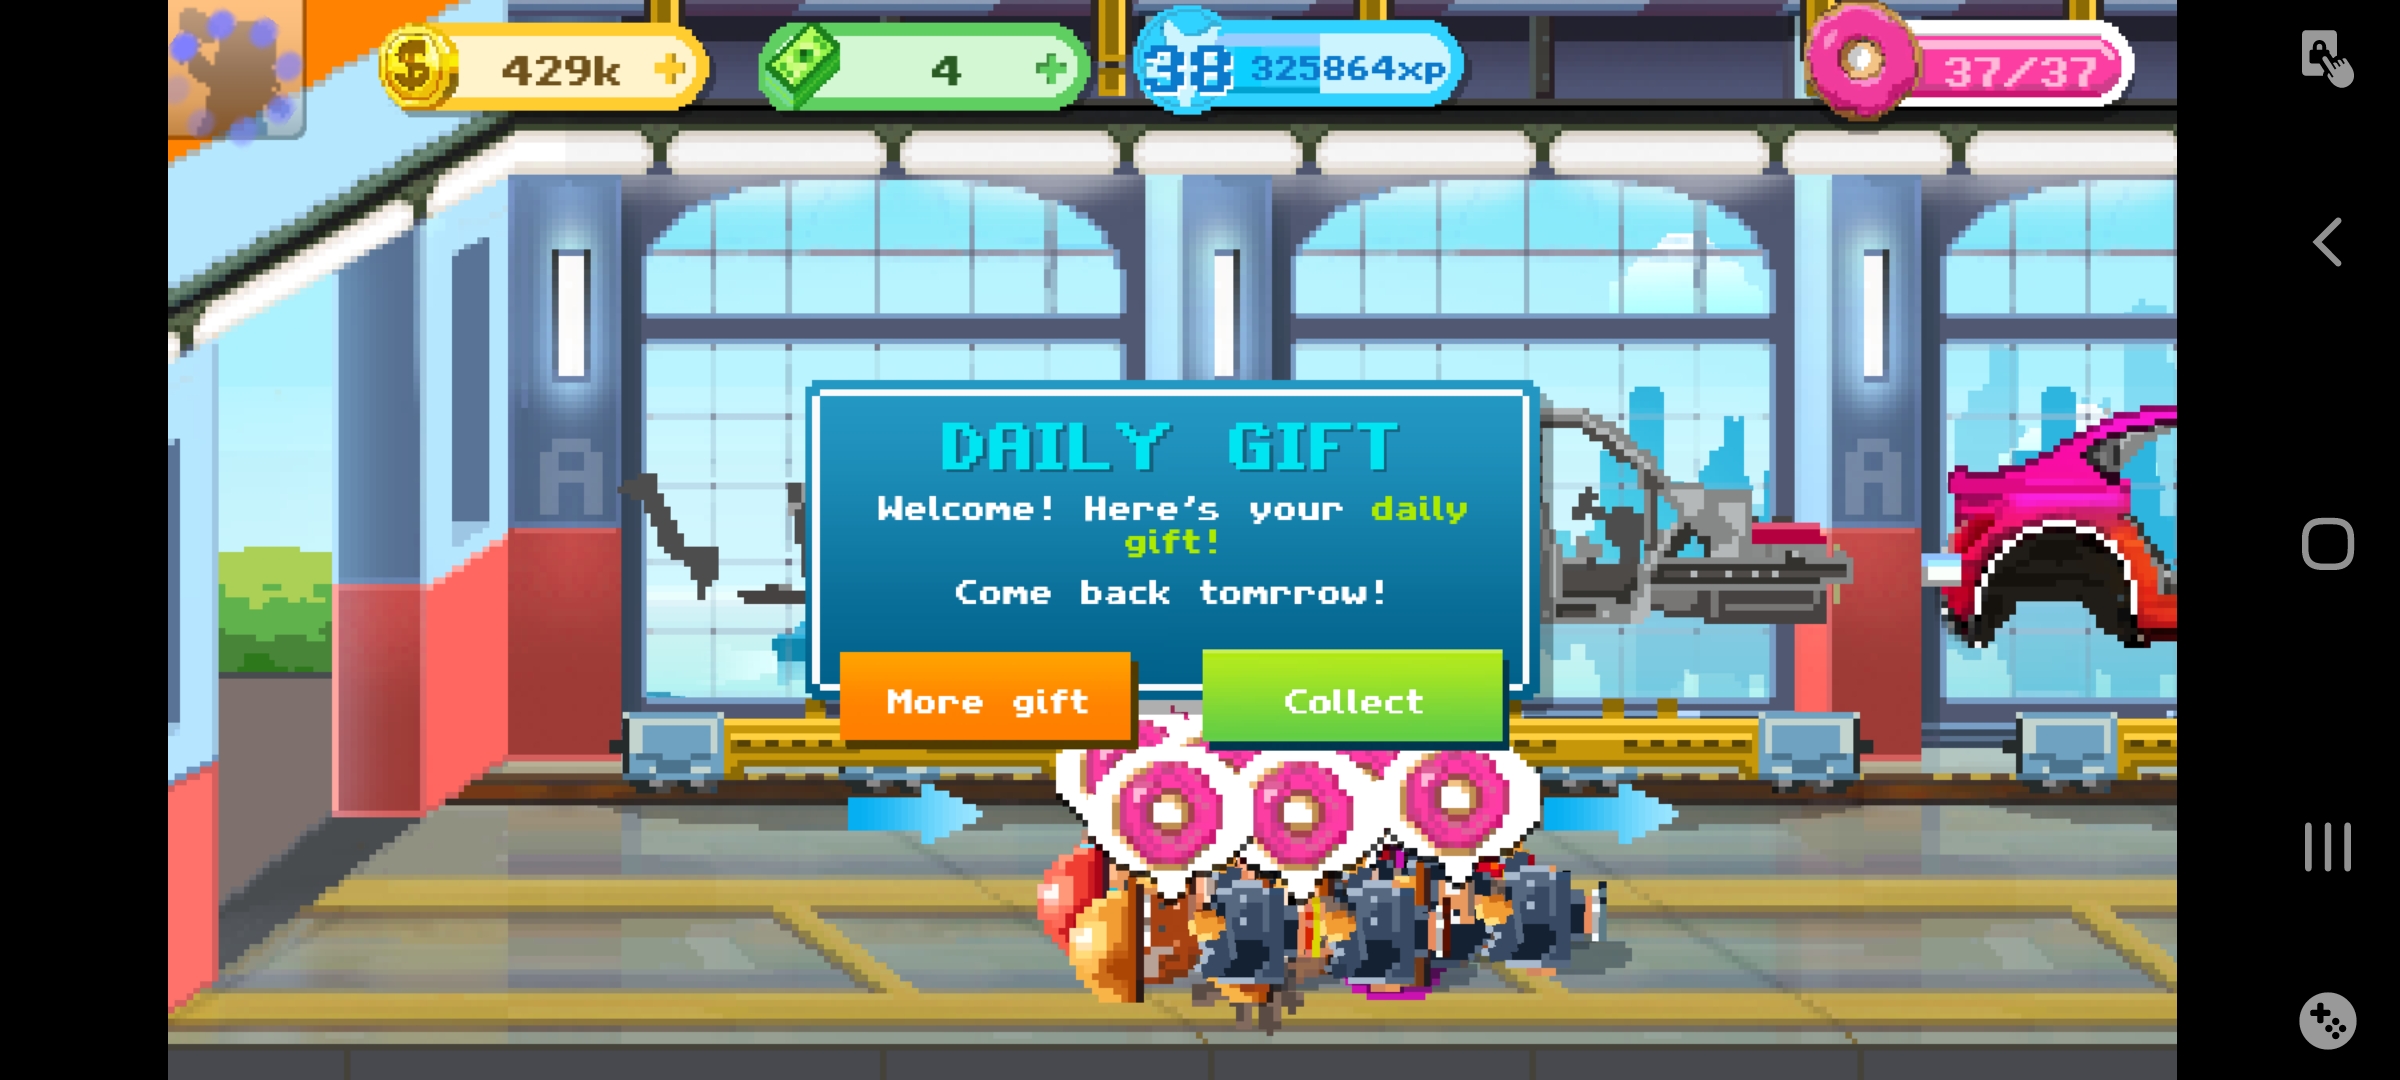 429k
4
38 325864xp
37/37
A
A
DAILY GIFT
Welcome! Here's your daily
gift!
Come back tomrrow!
More gift
Collect